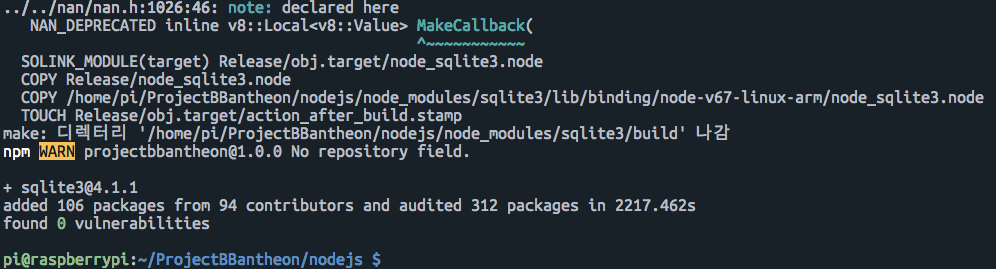 ../../nan/nan.h:1026:46: note: declared here
NAN_DEPRECATED inline v8::Local<v8::Value> MakeCallback(
^~~~~~~~~~~~
SOLINK_MODULE(target) Release/obj.target/node_sqlite3.node
COPY Release/node_sqlite3.node
COPY /home/pi/ProjectBBantheon/nodejs/node_modules/sqlite3/lib/binding/node-v67-linux-arm/node_sqlite3.node
TOUCH Release/obj.target/action_after_build.stamp
make: 디렉터리 '/home/pi/ProjectBBantheon/nodejs/node_modules/sqlite3/build' 나감
npm WARN projectbbantheon@1.0.0 No repository field.
+ sqlite3@4.1.1
added 106 packages from 94 contributors and audited 312 packages in 2217.462s
found 0 vulnerabilities
pi@raspberrypi:~/ProjectBBantheon/nodejs $